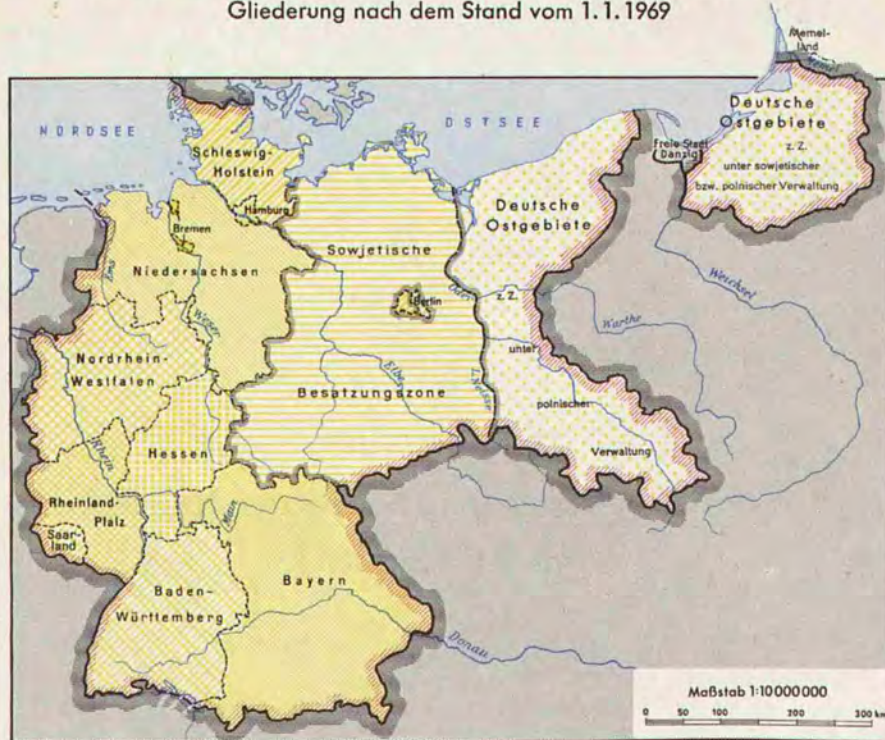 Gliederung nach dem Stand vom 1.1.1969
Memel-
land
Memel
NORDSEE
OSTSEE
Deutsche
Ostgebiete
z. Z.
unter sowjetischer
bzw. polnischer Verwaltung
Freie Stadt
Danzig
Schleswig-
Holstein
Hamburg
Bremen
Niedersachsen
Ems
Weser
Sowjetische
Besatzungszone
Berlin
Elbe
Oder
L. Neisse
Deutsche
Ostgebiete
z. Z.
unter
polnischer
Verwaltung
Weichsel
Warthe
Nordrhein-
Westfalen
Rhein
Hessen
Rheinland-
Pfalz
Saar-
land
Main
Baden-
Württemberg
Bayern
Donau
Maßstab 1:10000000
0 50 100 200 300 km